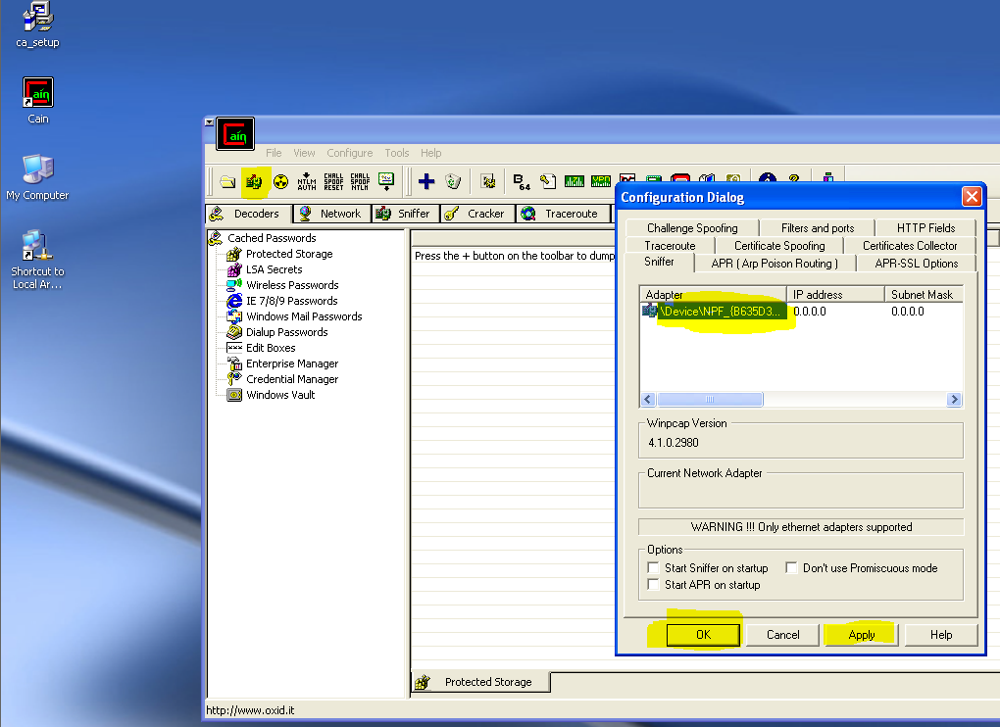 ca_setup
Cain
My Computer
Shortcut to
Local Ar...
Cain
File View Configure Tools Help
NTLM AUTH
CHALL SPOOF RESET
CHALL SPOOF NTLM
B64
Decoders Network Sniffer Cracker Traceroute
Cached Passwords
Protected Storage
LSA Secrets
Wireless Passwords
IE 7/8/9 Passwords
Windows Mail Passwords
Dialup Passwords
Edit Boxes
Enterprise Manager
Credential Manager
Windows Vault
Press the + button on the toolbar to dump
Protected Storage
http://www.oxid.it
Configuration Dialog
Challenge Spoofing Filters and ports HTTP Fields
Traceroute Certificate Spoofing Certificates Collector
Sniffer APR ( Arp Poison Routing ) APR-SSL Options
Adapter IP address Subnet Mask
\Device\NPF_{B635D3... 0.0.0.0 0.0.0.0
Winpcap Version
4.1.0.2980
Current Network Adapter
WARNING !!! Only ethernet adapters supported
Options
Start Sniffer on startup Don't use Promiscuous mode
Start APR on startup
OK Cancel Apply Help